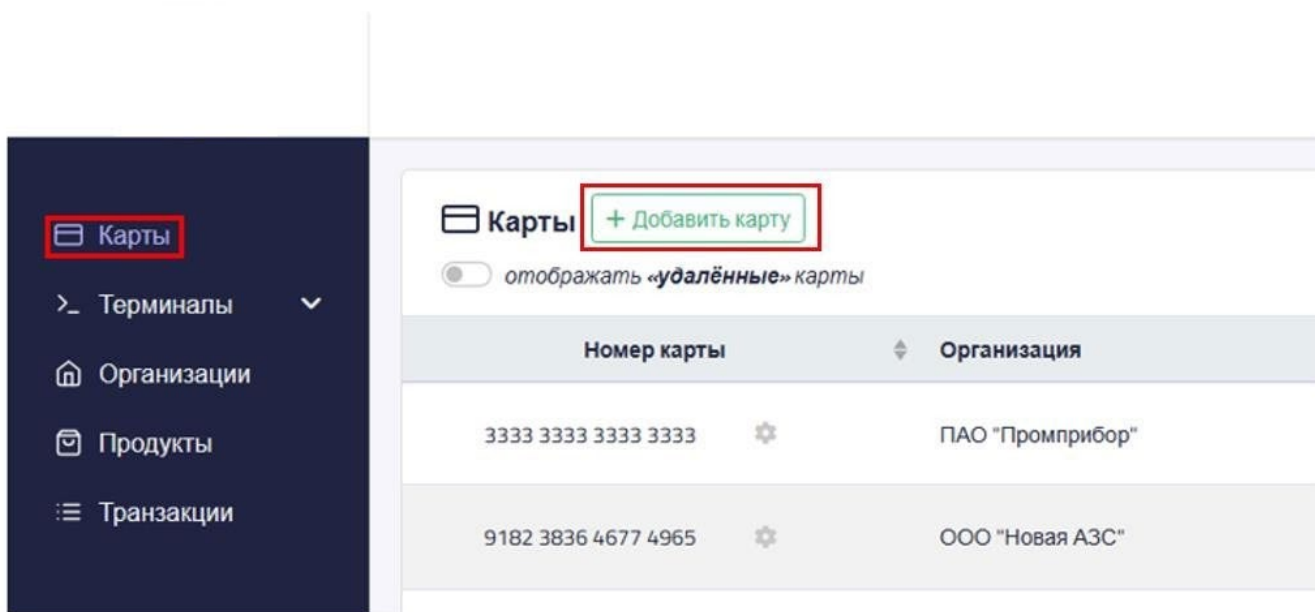 Карты
Терминалы
Организации
Продукты
Транзакции
Карты + Добавить карту
отображать «удалённые» карты
Номер карты Организация
3333 3333 3333 3333 ПАО "Промприбор"
9182 3836 4677 4965 ООО "Новая АЗС"